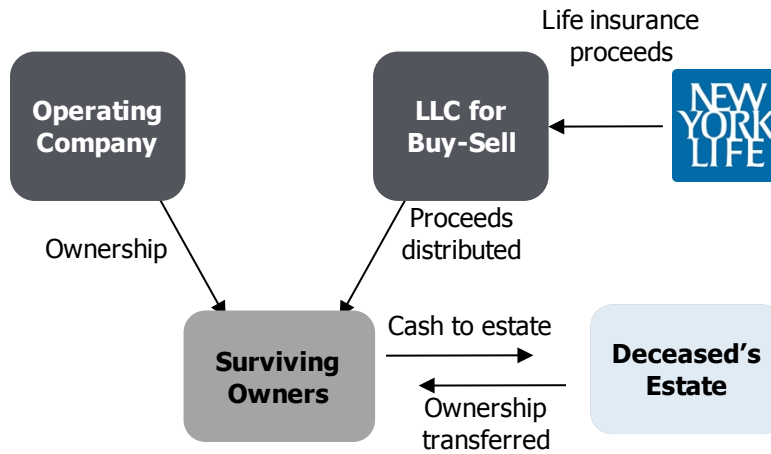 Life insurance
proceeds
Operating
Company
LLC for
Buy-Sell
NEW
YORK
LIFE
Ownership
Proceeds
distributed
Surviving
Owners
Cash to estate
Ownership
transferred
Deceased’s
Estate